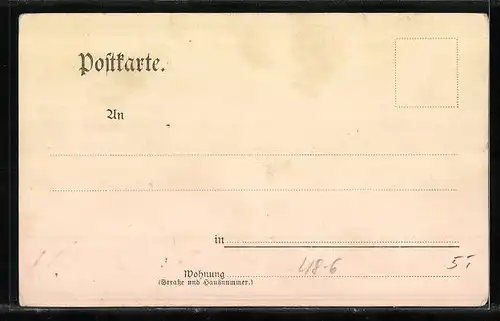 Postkarte.
An
in
Wohnung
(Straße und Hausnummer.)
418-6
5,-